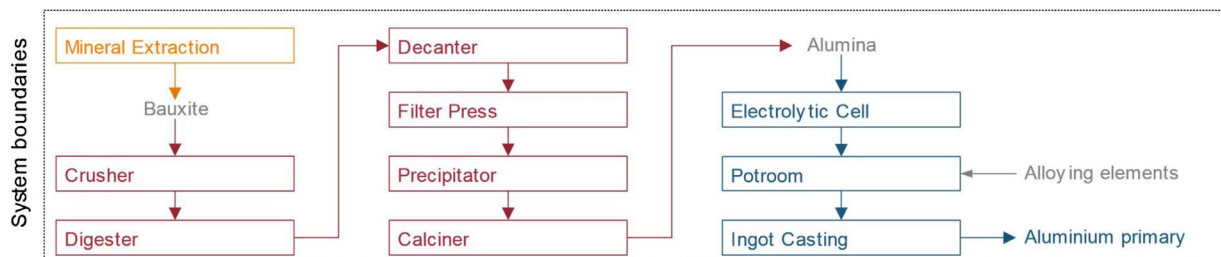 System boundaries
Mineral Extraction
Bauxite
Crusher
Digester
Decanter
Filter Press
Precipitator
Calciner
Alumina
Electrolytic Cell
Potroom
Alloying elements
Ingot Casting
Aluminium primary